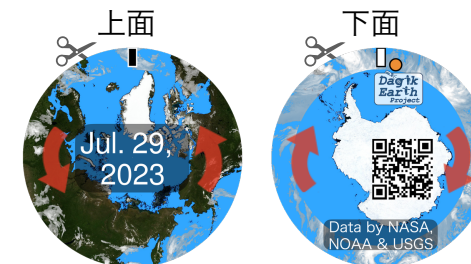 上面
下面
Jul. 29,
2023
Dagik
Earth
Project
Data by NASA,
NOAA & USGS